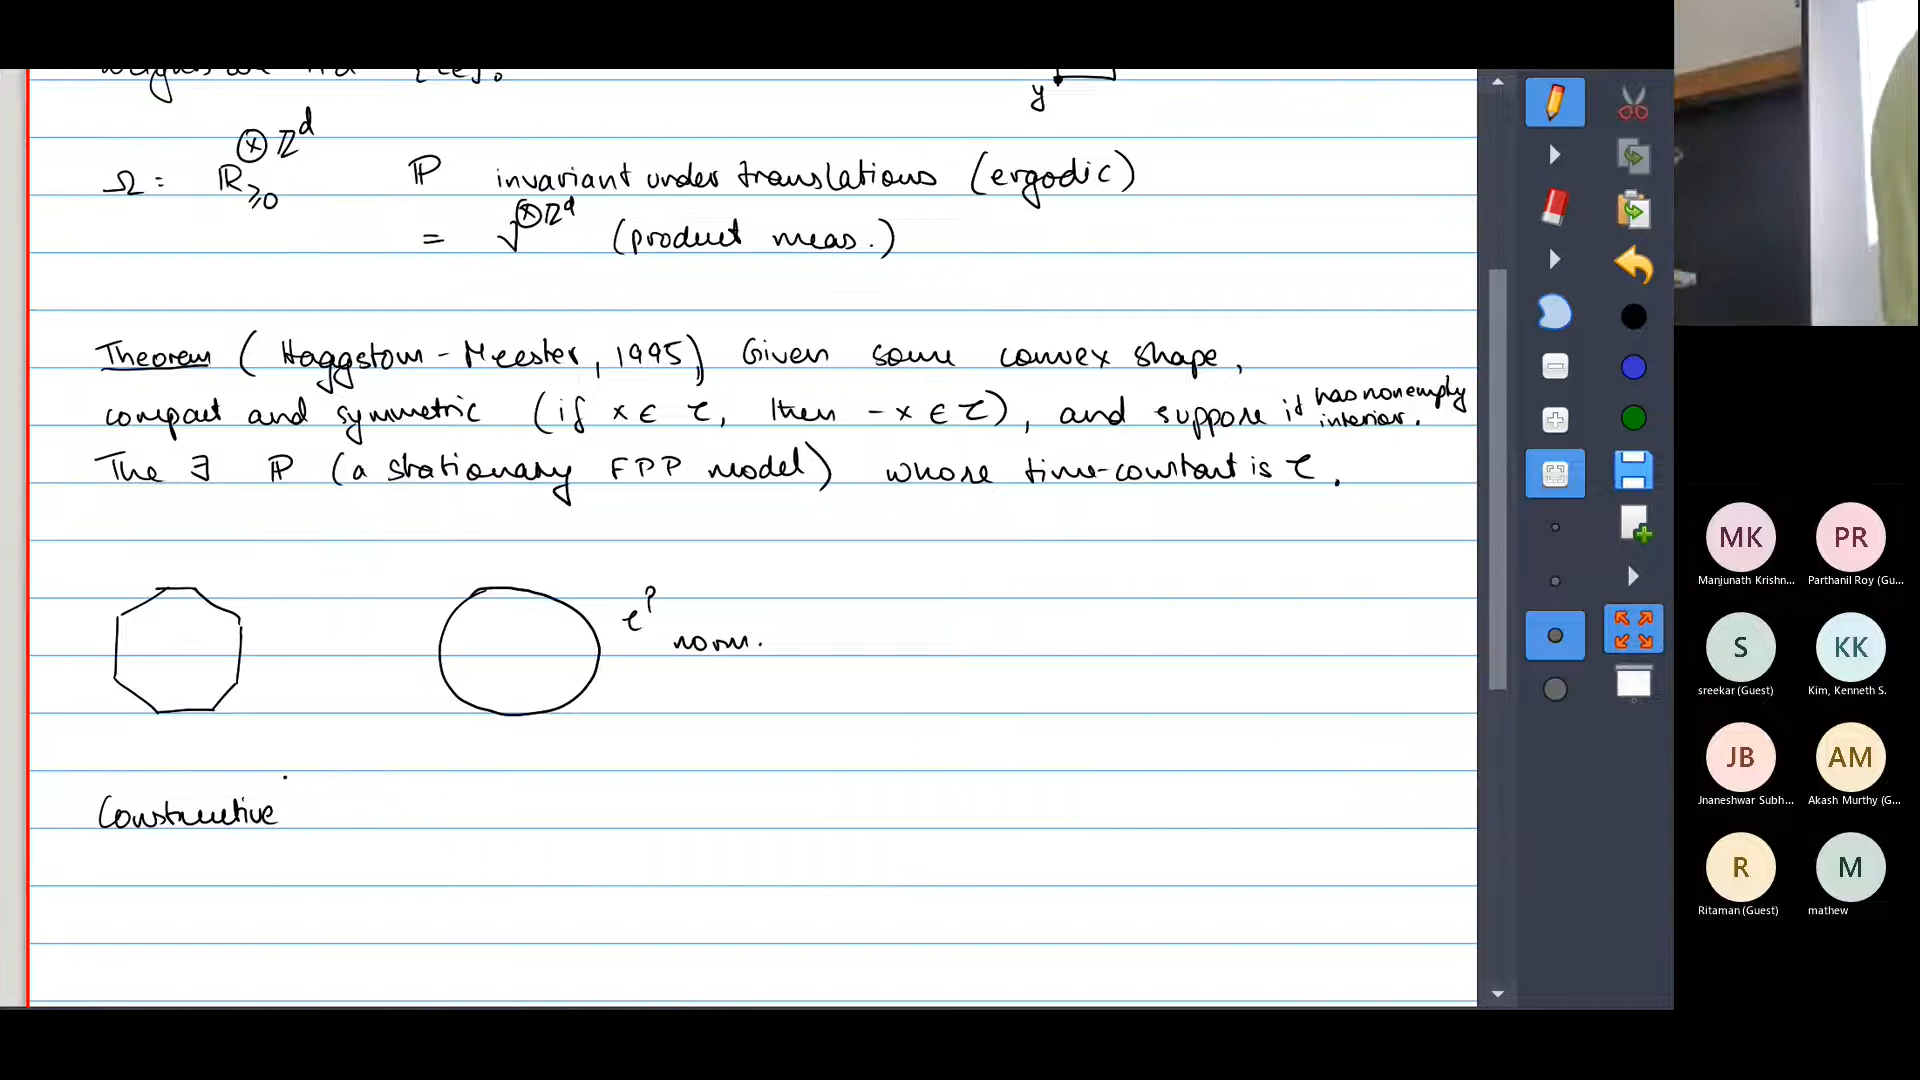 y
Ω = ℝ≥0^⊗ℤ^d ℙ invariant under translations (ergodic)
= ν^⊗ℤ^d (product meas.)
Theorem (Haggstom - Meester, 1995) Given some convex shape,
compact and symmetric (if x ∈ τ, then -x ∈ τ), and suppose it has nonempty interior.
The ∃ ℙ (a stationary FPP model) whose time-constant is τ.
ℓ^p norm.
Constructive
MK PR
Manjunath Krishn... Parthanil Roy (Gu...
S KK
sreekar (Guest) Kim, Kenneth S.
JB AM
Jnaneshwar Subh... Akash Murthy (G...
R M
Ritaman (Guest) mathew